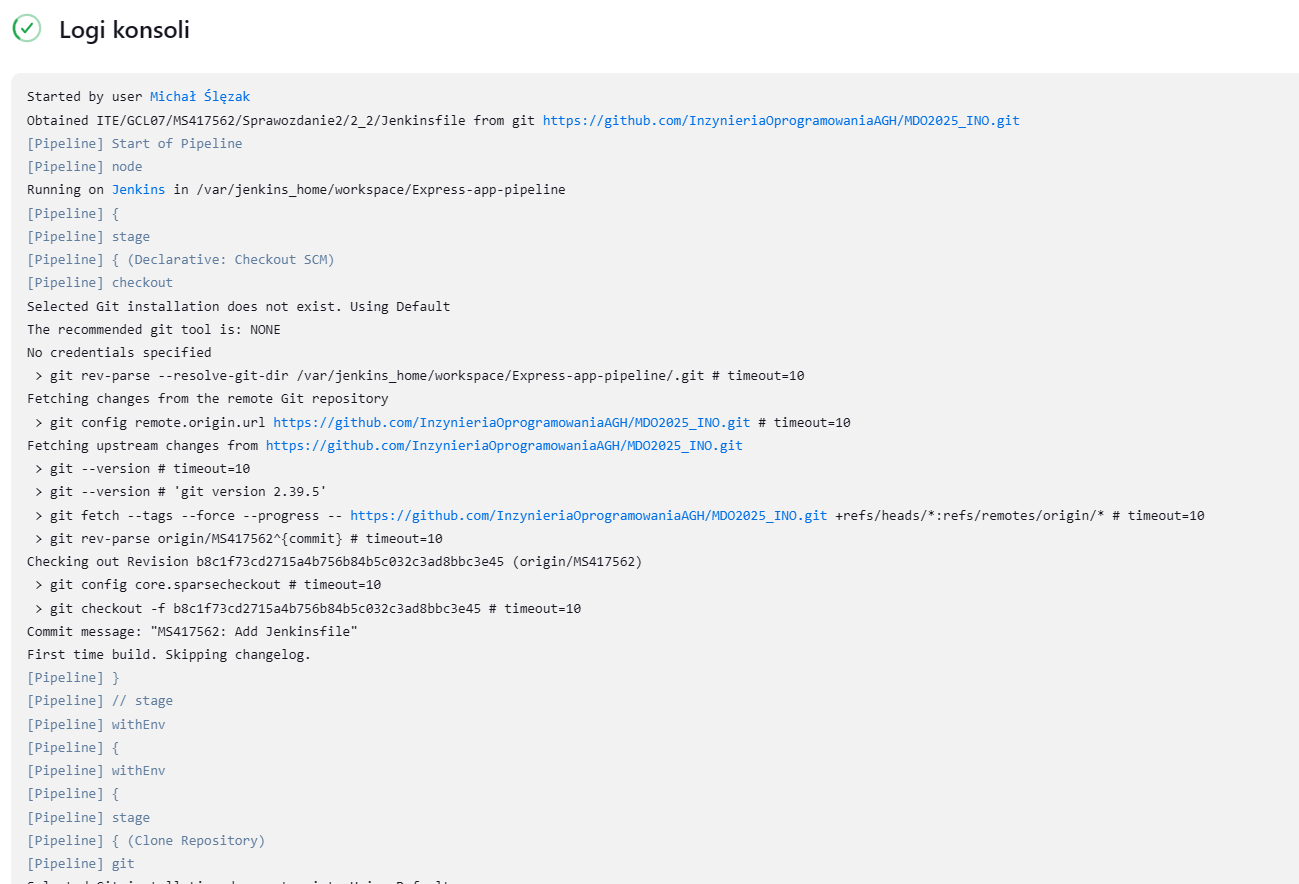 Logi konsoli
Started by user Michał Ślęzak
Obtained ITE/GCL07/MS417562/Sprawozdanie2/2_2/Jenkinsfile from git https://github.com/InzynieriaOprogramowaniaAGH/MDO2025_INO.git
[Pipeline] Start of Pipeline
[Pipeline] node
Running on Jenkins in /var/jenkins_home/workspace/Express-app-pipeline
[Pipeline] {
[Pipeline] stage
[Pipeline] { (Declarative: Checkout SCM)
[Pipeline] checkout
Selected Git installation does not exist. Using Default
The recommended git tool is: NONE
No credentials specified
 > git rev-parse --resolve-git-dir /var/jenkins_home/workspace/Express-app-pipeline/.git # timeout=10
Fetching changes from the remote Git repository
 > git config remote.origin.url https://github.com/InzynieriaOprogramowaniaAGH/MDO2025_INO.git # timeout=10
Fetching upstream changes from https://github.com/InzynieriaOprogramowaniaAGH/MDO2025_INO.git
 > git --version # timeout=10
 > git --version # 'git version 2.39.5'
 > git fetch --tags --force --progress -- https://github.com/InzynieriaOprogramowaniaAGH/MDO2025_INO.git +refs/heads/*:refs/remotes/origin/* # timeout=10
 > git rev-parse origin/MS417562^{commit} # timeout=10
Checking out Revision b8c1f73cd2715a4b756b84b5c032c3ad8bbc3e45 (origin/MS417562)
 > git config core.sparsecheckout # timeout=10
 > git checkout -f b8c1f73cd2715a4b756b84b5c032c3ad8bbc3e45 # timeout=10
Commit message: "MS417562: Add Jenkinsfile"
First time build. Skipping changelog.
[Pipeline] }
[Pipeline] // stage
[Pipeline] withEnv
[Pipeline] {
[Pipeline] withEnv
[Pipeline] {
[Pipeline] stage
[Pipeline] { (Clone Repository)
[Pipeline] git